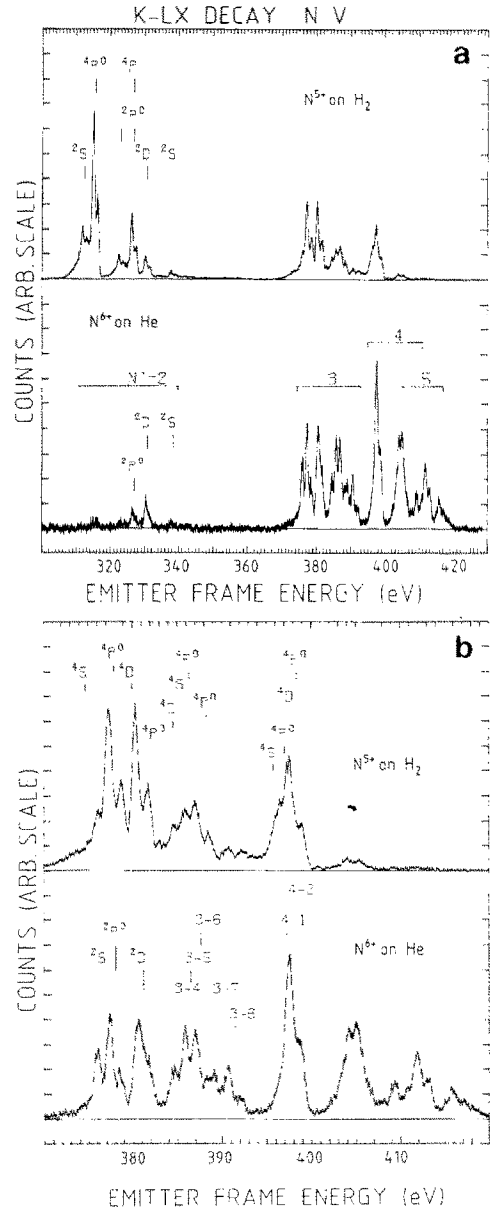 K-LX DECAY N V
a
⁴P⁰ ⁴P
²P⁰
²S ²D ²S
N⁵⁺ on H₂
COUNTS (ARB. SCALE)
N⁶⁺ on He
4
3 5
²D ²S
²P⁰
320 340 360 380 400 420
EMITTER FRAME ENERGY (eV)
b
⁴P⁰
⁴S ⁴D
⁴P⁰
N⁵⁺ on H₂
COUNTS (ARB. SCALE)
4-2
3-6
²P⁰
²S ²D 3-5 4-1
N⁶⁺ on He
3-4 3-7
3-8
380 390 400 410
EMITTER FRAME ENERGY (eV)